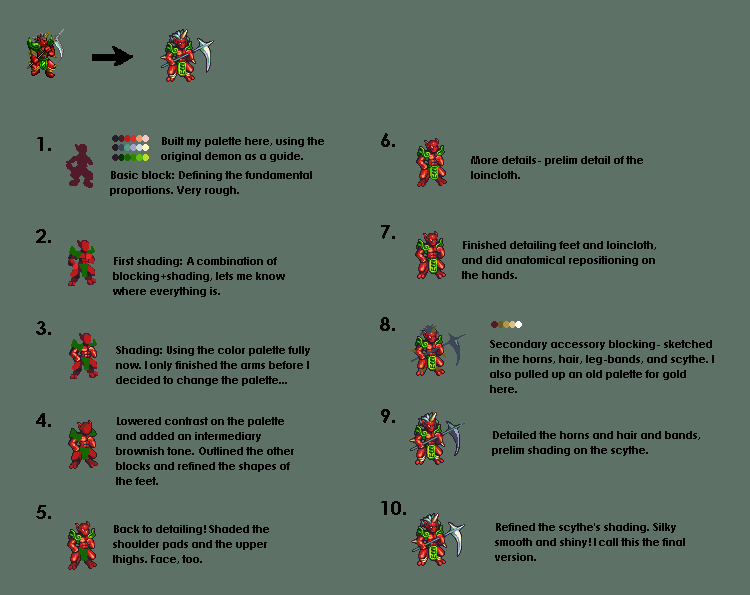 1.
Built my palette here, using the
original demon as a guide.
Basic block: Defining the fundamental
proportions. Very rough.
2.
First shading: A combination of
blocking+shading, lets me know
where everything is.
3.
Shading: Using the color palette fully
now. I only finished the arms before I
decided to change the palette...
4.
Lowered contrast on the palette
and added an intermediary
brownish tone. Outlined the other
blocks and refined the shapes of
the feet.
5.
Back to detailing! Shaded the
shoulder pads and the upper
thighs. Face, too.
6.
More details- prelim detail of the
loincloth.
7.
Finished detailing feet and loincloth,
and did anatomical repositioning on
the hands.
8.
Secondary accessory blocking- sketched
in the horns, hair, leg-bands, and scythe. I
also pulled up an old palette for gold
here.
9.
Detailed the horns and hair and bands,
prelim shading on the scythe.
10.
Refined the scythe's shading. Silky
smooth and shiny! I call this the final
version.